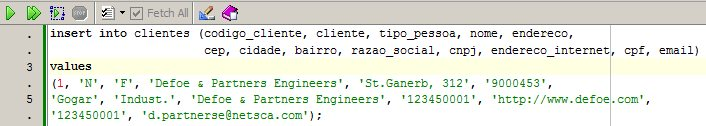 Fetch All
. insert into clientes (codigo_cliente, cliente, tipo_pessoa, nome, endereco,
. cep, cidade, bairro, razao_social, cnpj, endereco_internet, cpf, email)
3 values
. (1, 'N', 'F', 'Defoe & Partners Engineers', 'St.Ganerb, 312', '9000453',
5 'Gogar', 'Indust.', 'Defoe & Partners Engineers', '123450001', 'http://www.defoe.com',
. '123450001', 'd.partnerse@netsca.com');